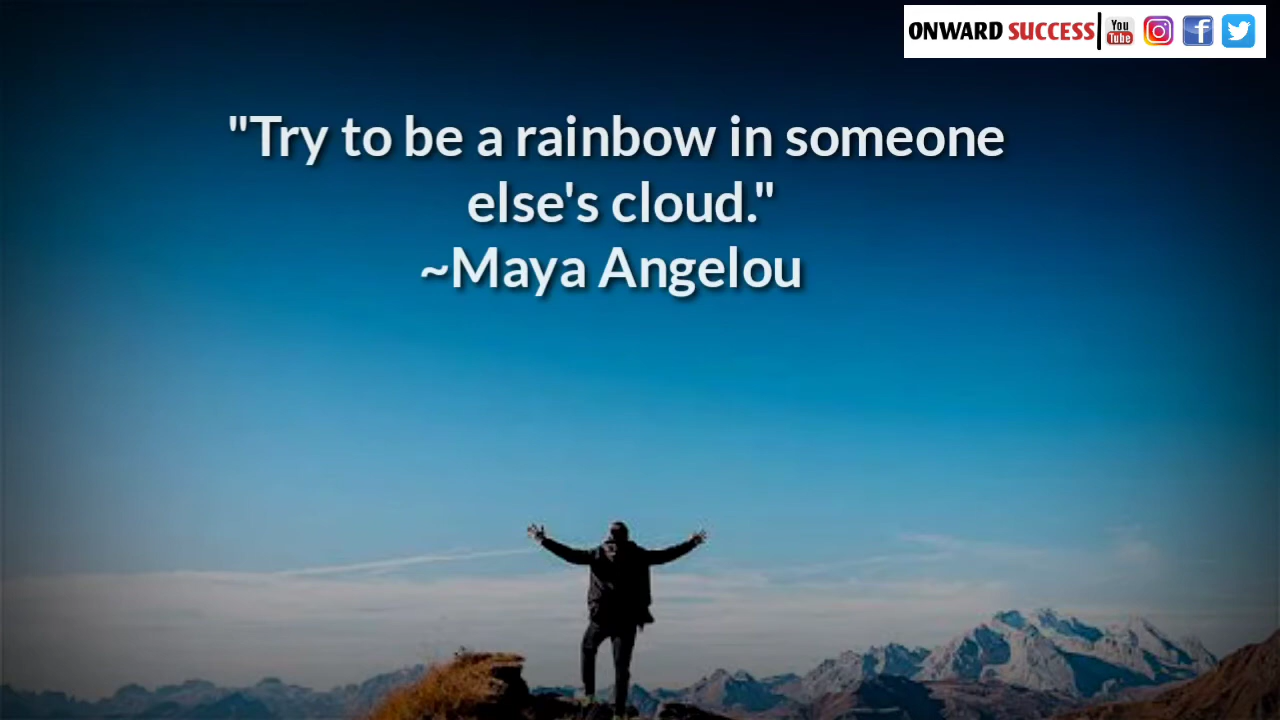 ONWARD SUCCESS
You
Tube
"Try to be a rainbow in someone
else's cloud."
~Maya Angelou